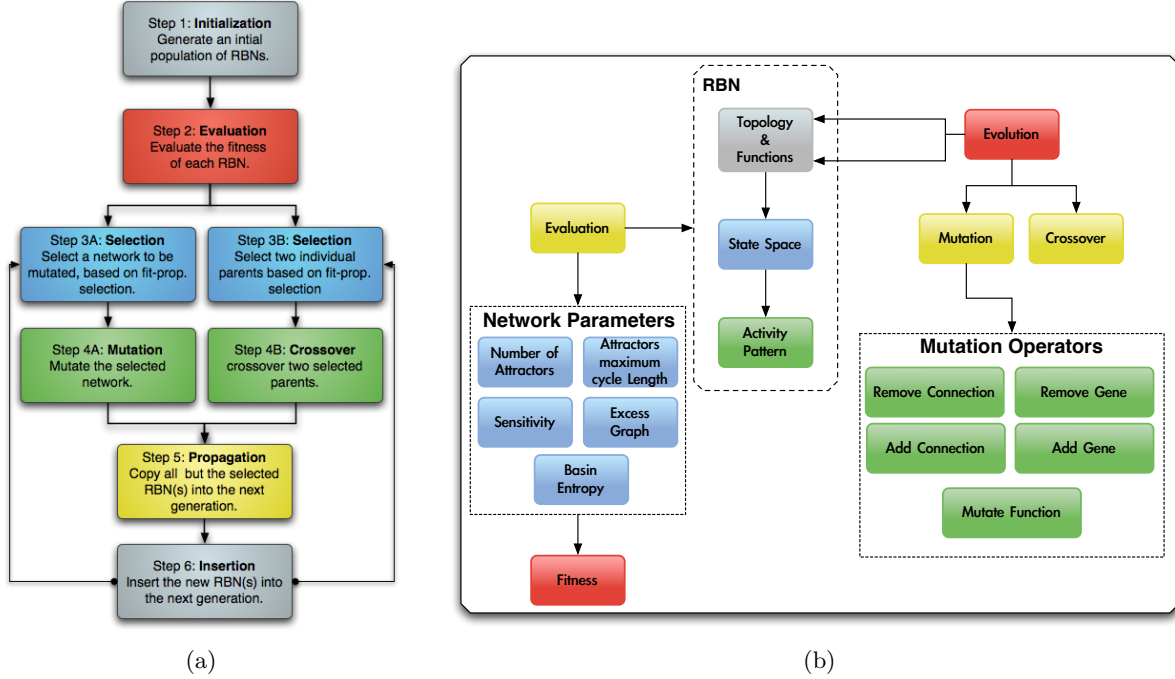 Step 1: Initialization
Generate an intial
population of RBNs.
Step 2: Evaluation
Evaluate the fitness
of each RBN.
Step 3A: Selection
Select a network to be
mutated, based on fit-prop.
selection.
Step 3B: Selection
Select two individual
parents based on fit-prop.
selection
Step 4A: Mutation
Mutate the selected
network.
Step 4B: Crossover
crossover two selected
parents.
Step 5: Propagation
Copy all but the selected
RBN(s) into the next
generation.
Step 6: Insertion
Insert the new RBN(s) into
the next generation.
(a)
RBN
Topology
&
Functions
State Space
Activity
Pattern
Evaluation
Network Parameters
Number of
Attractors
Attractors
maximum
cycle Length
Sensitivity
Excess
Graph
Basin
Entropy
Fitness
Evolution
Mutation
Crossover
Mutation Operators
Remove Connection
Remove Gene
Add Connection
Add Gene
Mutate Function
(b)